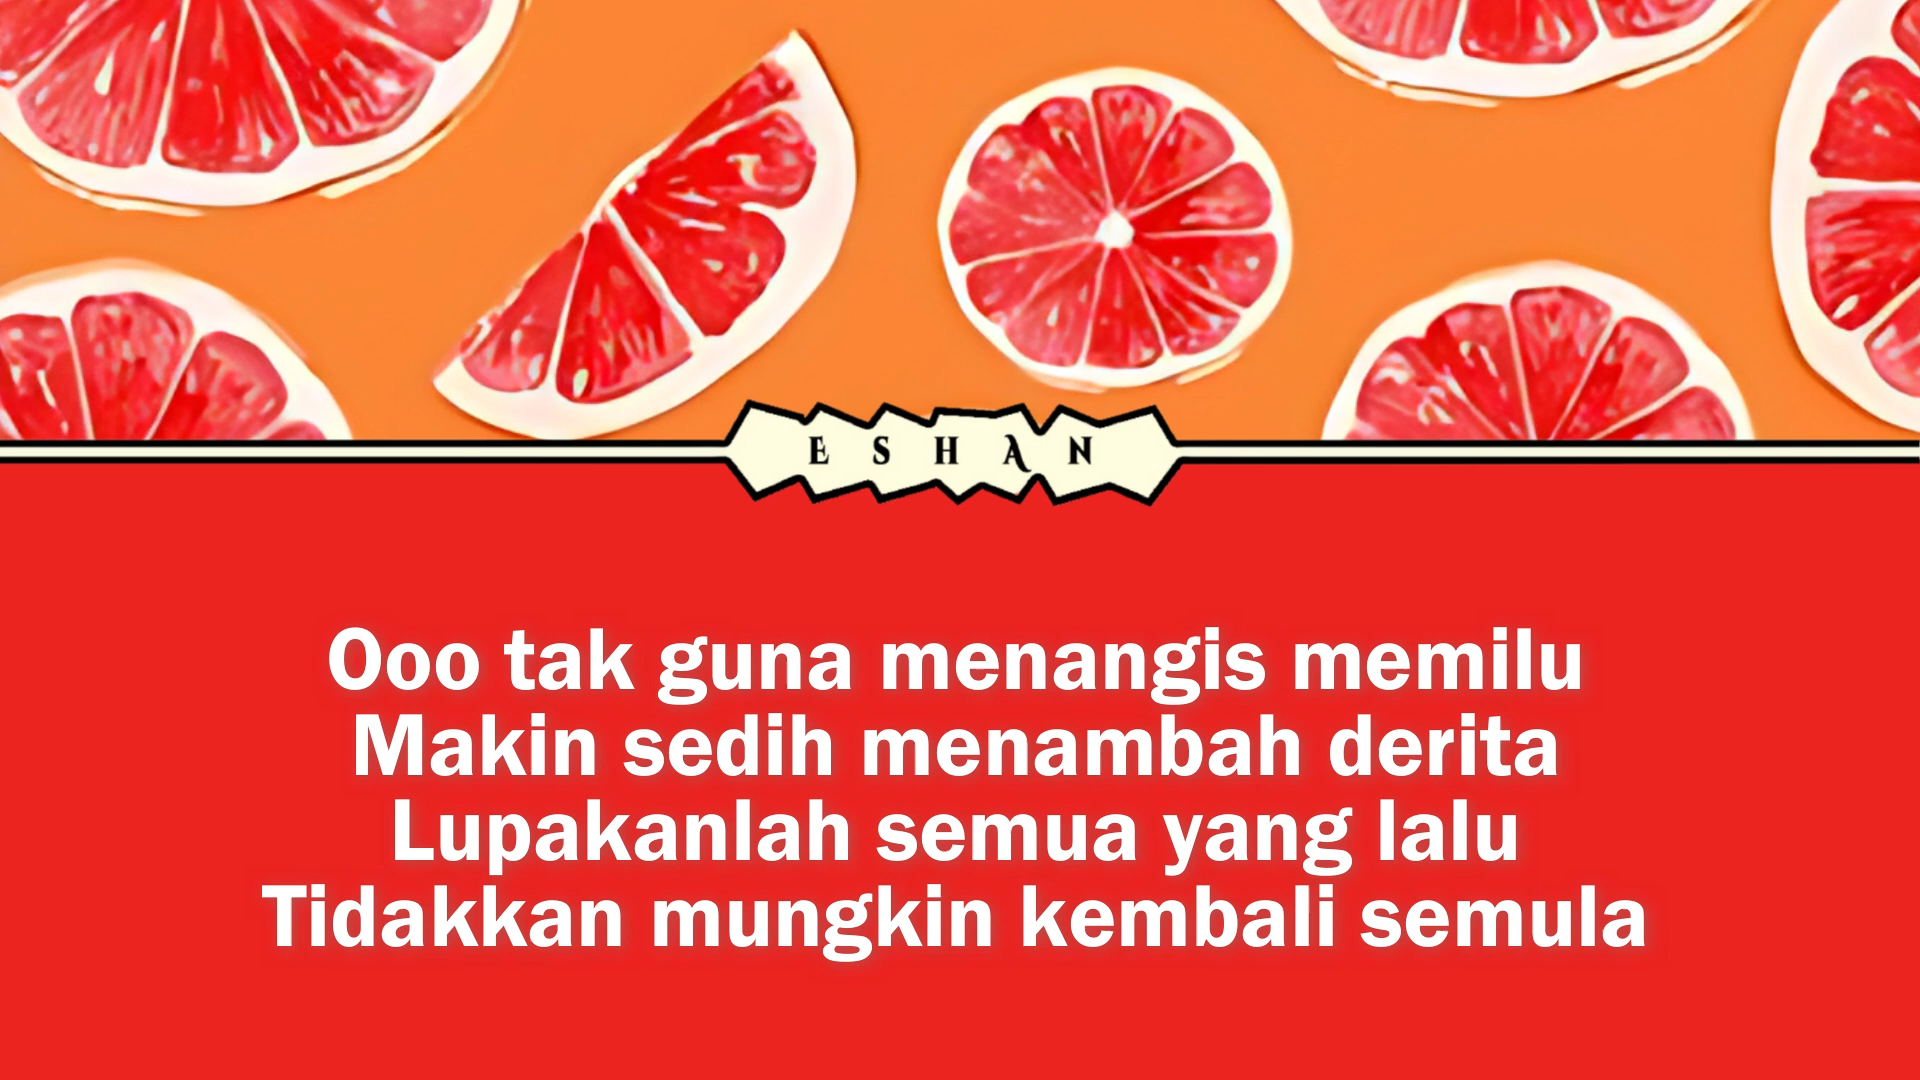 E S H A N
Ooo tak guna menangis memilu
Makin sedih menambah derita
Lupakanlah semua yang lalu
Tidakkan mungkin kembali semula